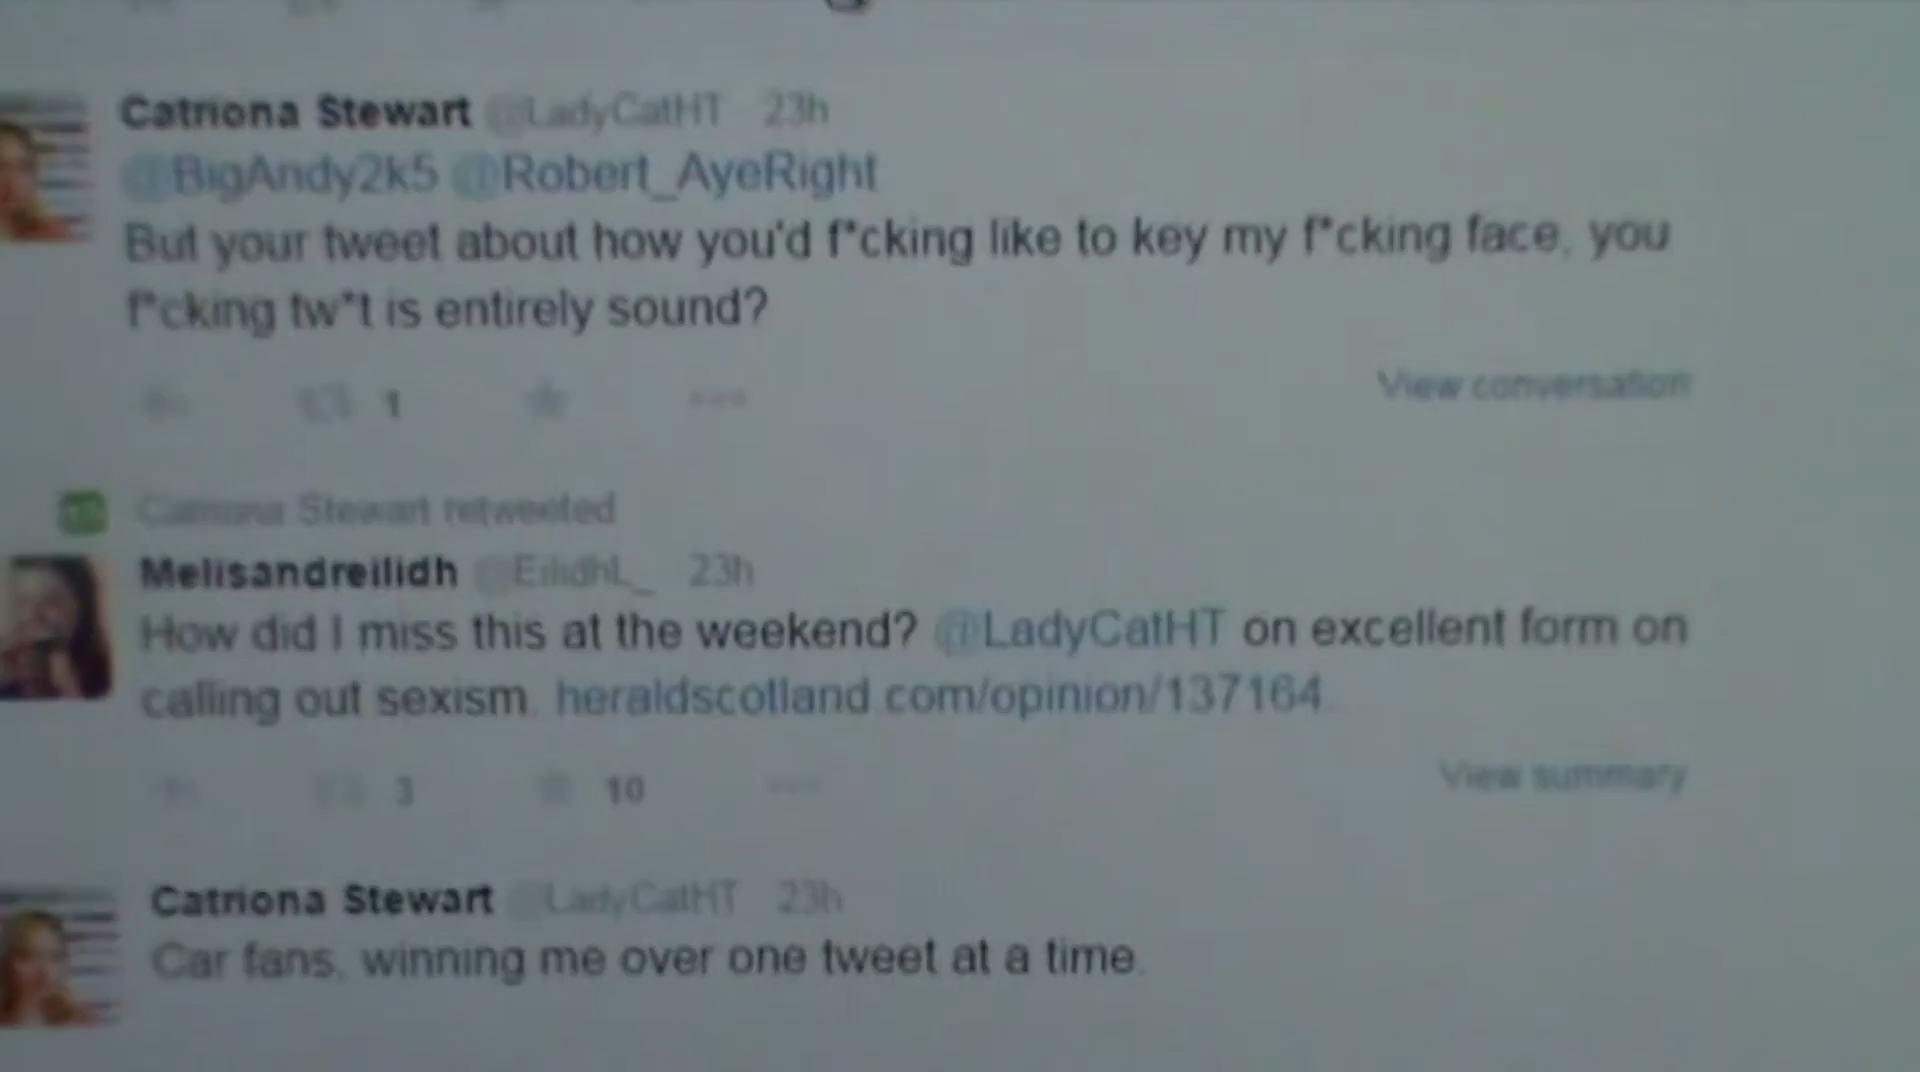 Catriona Stewart @LadyCatHT 23h
@BigAndy2k5 @Robert_AyeRight
But your tweet about how you'd f*cking like to key my f*cking face, you
f*cking tw*t is entirely sound?
1
View conversation
Catriona Stewart retweeted
Melisandreilidh @EilidhL_ 23h
How did I miss this at the weekend? @LadyCatHT on excellent form on
calling out sexism. heraldscotland.com/opinion/137164…
3 10
View summary
Catriona Stewart @LadyCatHT 23h
Car fans, winning me over one tweet at a time.